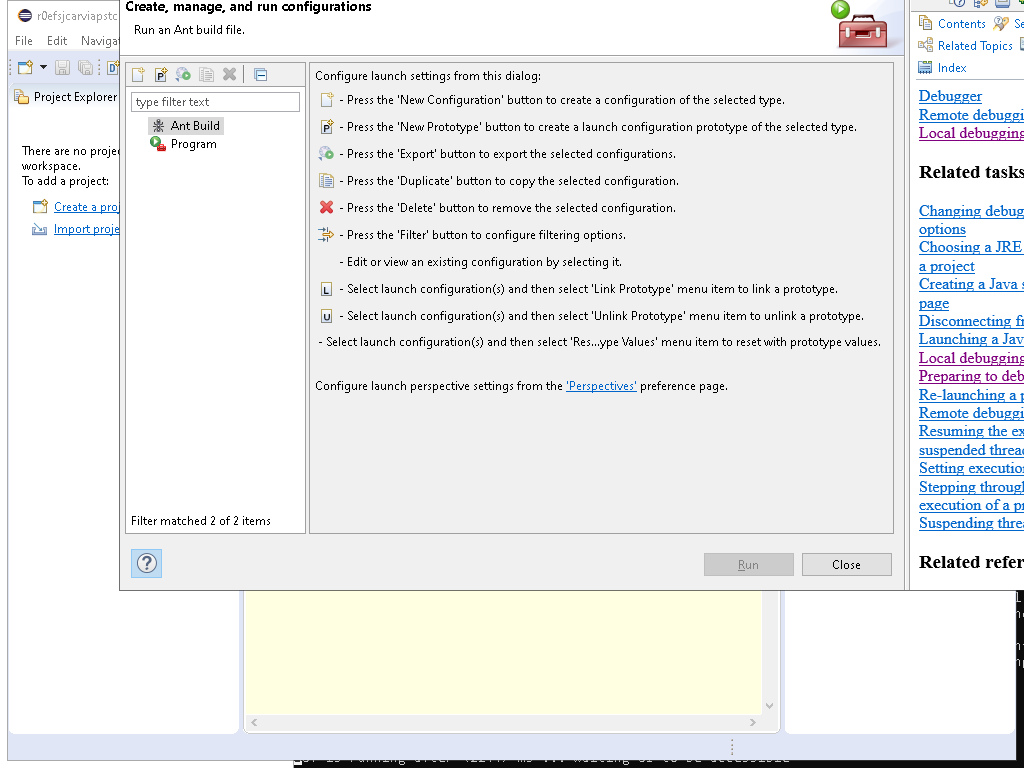 Create, manage, and run configurations
Run an Ant build file.
r0efsjcarviapstc
File Edit Navigat
Project Explorer
There are no projec
workspace.
To add a project:
Create a proj
Import proje
type filter text
Ant Build
Program
Filter matched 2 of 2 items
Configure launch settings from this dialog:
- Press the 'New Configuration' button to create a configuration of the selected type.
- Press the 'New Prototype' button to create a launch configuration prototype of the selected type.
- Press the 'Export' button to export the selected configurations.
- Press the 'Duplicate' button to copy the selected configuration.
- Press the 'Delete' button to remove the selected configuration.
- Press the 'Filter' button to configure filtering options.
- Edit or view an existing configuration by selecting it.
L - Select launch configuration(s) and then select 'Link Prototype' menu item to link a prototype.
U - Select launch configuration(s) and then select 'Unlink Prototype' menu item to unlink a prototype.
- Select launch configuration(s) and then select 'Res...ype Values' menu item to reset with prototype values.
Configure launch perspective settings from the 'Perspectives' preference page.
Run Close
Contents Se
Related Topics
Index
Debugger
Remote debuggi
Local debugging
Related tasks
Changing debug
options
Choosing a JRE
a project
Creating a Java s
page
Disconnecting fr
Launching a Jav
Local debugging
Preparing to deb
Re-launching a p
Remote debuggi
Resuming the ex
suspended thread
Setting execution
Stepping through
execution of a pr
Suspending threa
Related refer